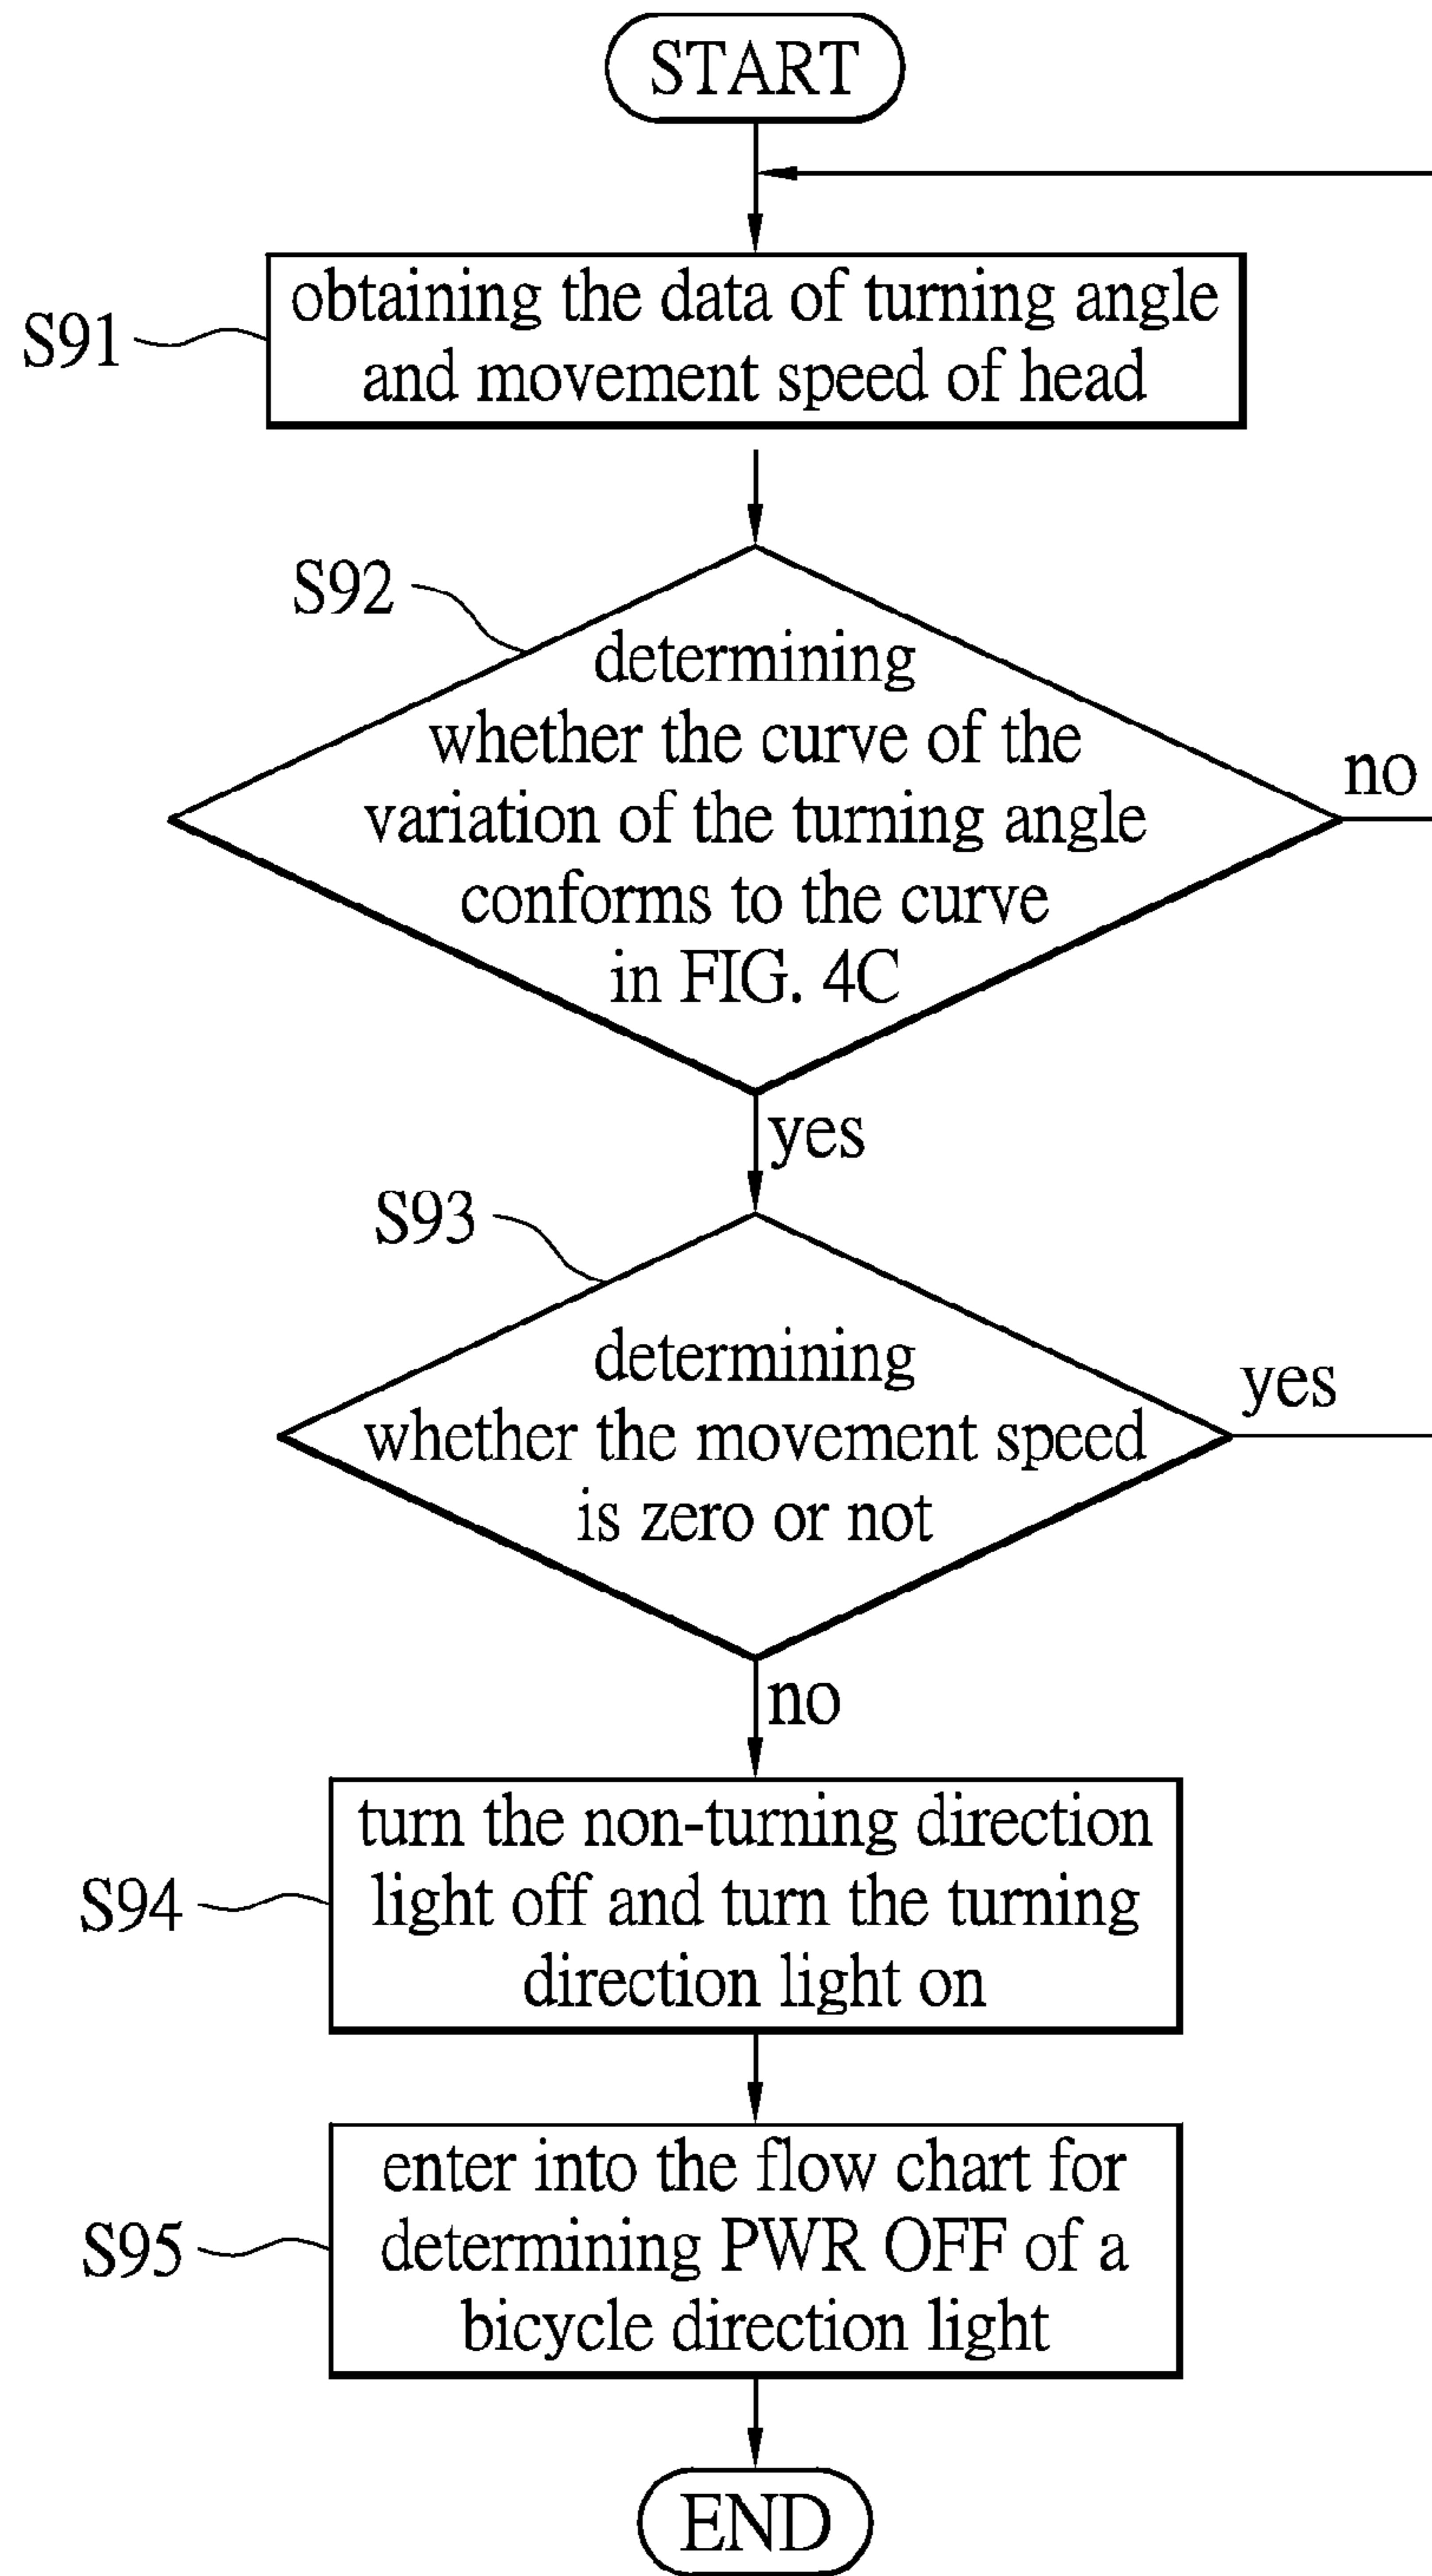 START
S91
obtaining the data of turning angle
and movement speed of head
S92
determining
whether the curve of the
variation of the turning angle
conforms to the curve
in FIG. 4C
no
yes
S93
determining
whether the movement speed
is zero or not
yes
no
S94
turn the non-turning direction
light off and turn the turning
direction light on
S95
enter into the flow chart for
determining PWR OFF of a
bicycle direction light
END